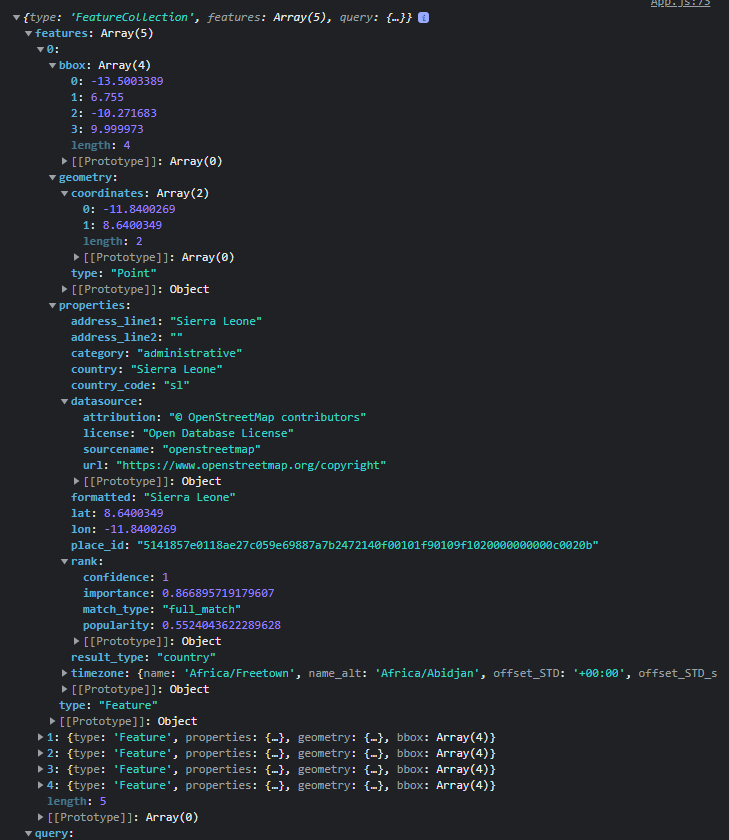 App.js:73
▼{type: 'FeatureCollection', features: Array(5), query: {…}} i
▼features: Array(5)
▼0:
▼bbox: Array(4)
0: -13.5003389
1: 6.755
2: -10.271683
3: 9.999973
length: 4
▶[[Prototype]]: Array(0)
▼geometry:
▼coordinates: Array(2)
0: -11.8400269
1: 8.6400349
length: 2
▶[[Prototype]]: Array(0)
type: "Point"
▶[[Prototype]]: Object
▼properties:
address_line1: "Sierra Leone"
address_line2: ""
category: "administrative"
country: "Sierra Leone"
country_code: "sl"
▼datasource:
attribution: "© OpenStreetMap contributors"
license: "Open Database License"
sourcename: "openstreetmap"
url: "https://www.openstreetmap.org/copyright"
▶[[Prototype]]: Object
formatted: "Sierra Leone"
lat: 8.6400349
lon: -11.8400269
place_id: "5141857e0118ae27c059e69887a7b2472140f00101f90109f1020000000000c0020b"
▼rank:
confidence: 1
importance: 0.866895719179607
match_type: "full_match"
popularity: 0.5524043622289628
▶[[Prototype]]: Object
result_type: "country"
▶timezone: {name: 'Africa/Freetown', name_alt: 'Africa/Abidjan', offset_STD: '+00:00', offset_STD_s
▶[[Prototype]]: Object
type: "Feature"
▶[[Prototype]]: Object
▶1: {type: 'Feature', properties: {…}, geometry: {…}, bbox: Array(4)}
▶2: {type: 'Feature', properties: {…}, geometry: {…}, bbox: Array(4)}
▶3: {type: 'Feature', properties: {…}, geometry: {…}, bbox: Array(4)}
▶4: {type: 'Feature', properties: {…}, geometry: {…}, bbox: Array(4)}
length: 5
▶[[Prototype]]: Array(0)
▼query: